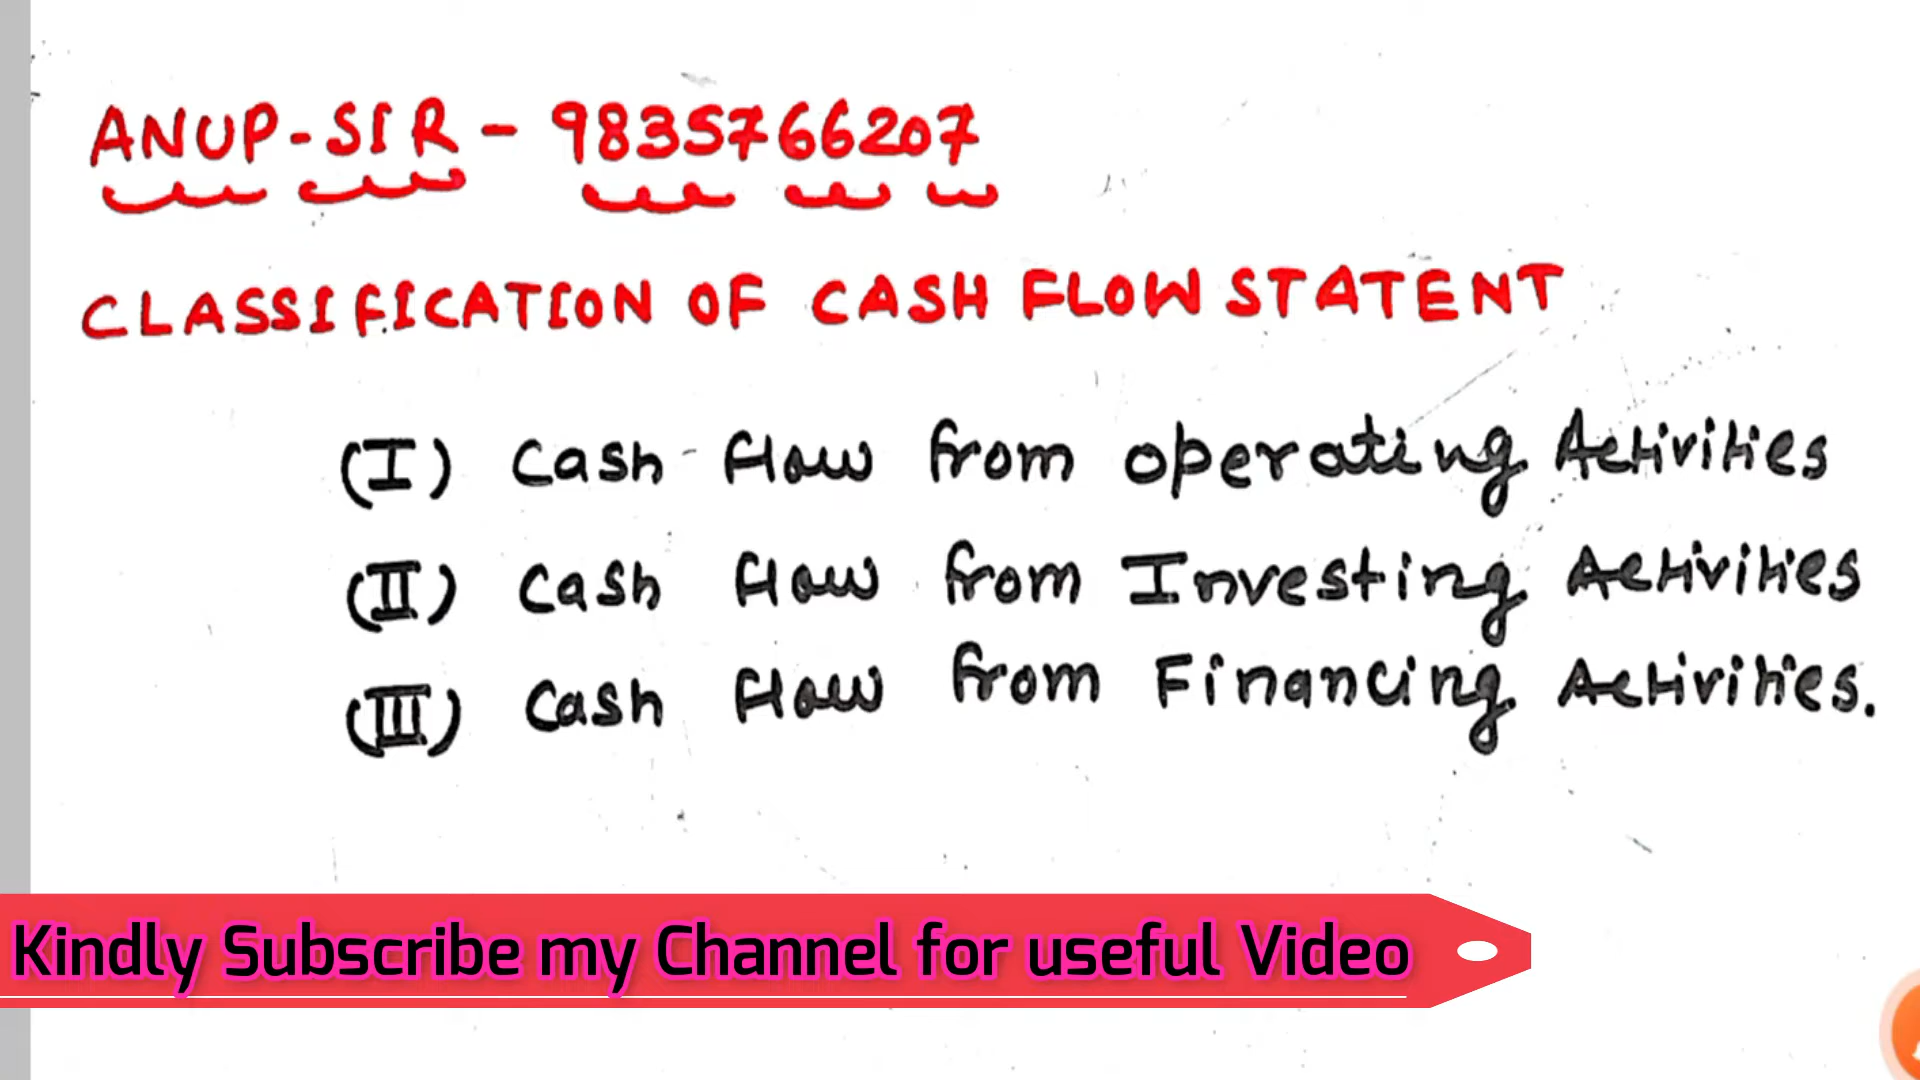 ANUP-SIR - 9835766207
CLASSIFICATION OF CASH FLOW STATENT
(I) Cash flow from operating Activities
(II) Cash flow from Investing Activities
(III) Cash flow from Financing Activities.
Kindly Subscribe my Channel for useful Video